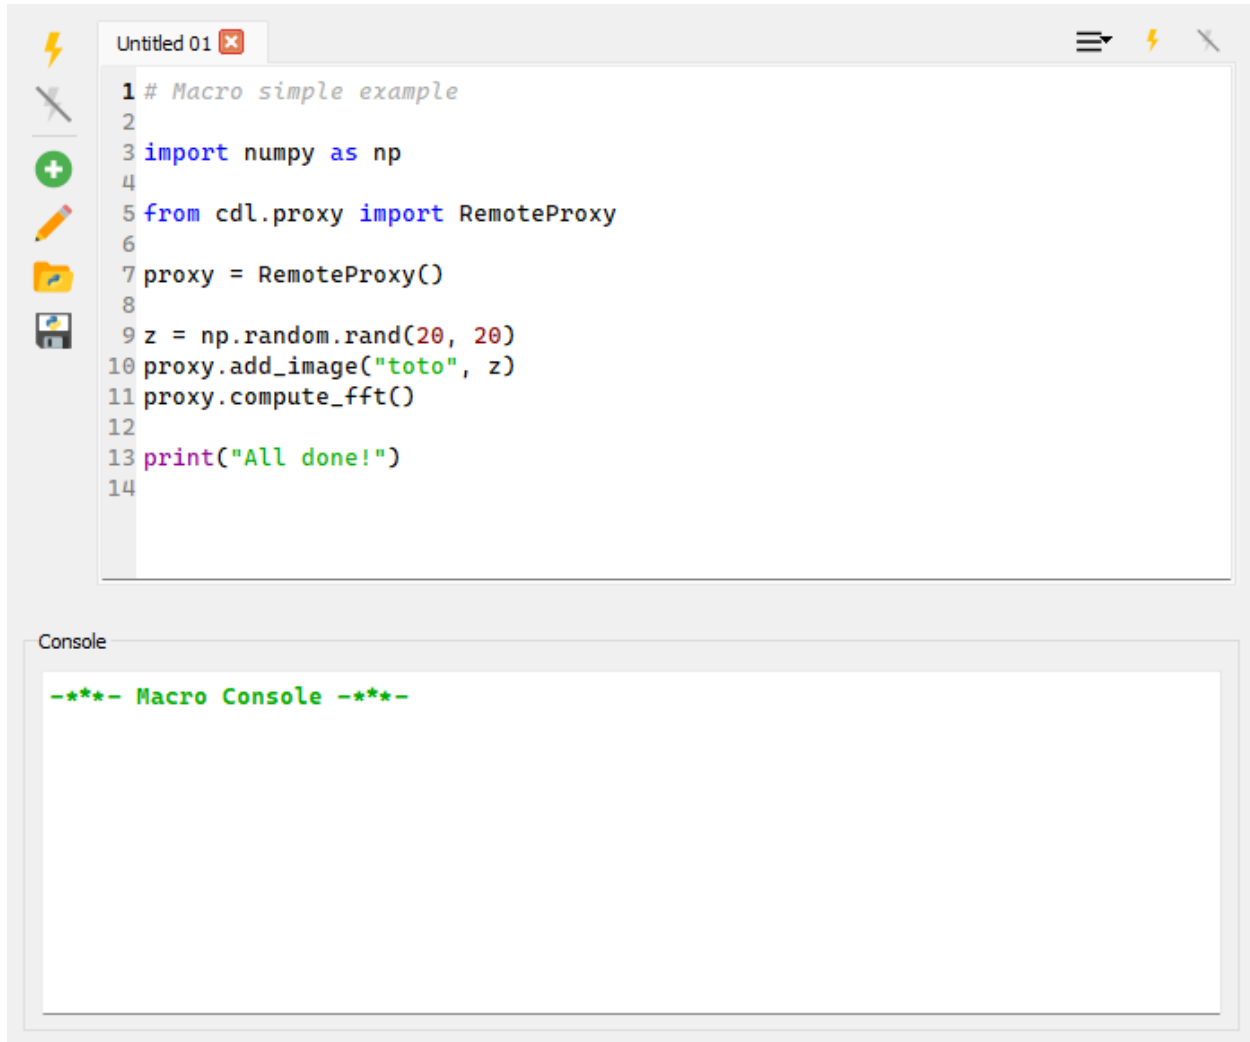 Untitled 01
1 # Macro simple example
2
3 import numpy as np
4
5 from cdl.proxy import RemoteProxy
6
7 proxy = RemoteProxy()
8
9 z = np.random.rand(20, 20)
10 proxy.add_image("toto", z)
11 proxy.compute_fft()
12
13 print("All done!")
14
Console
-***- Macro Console -***-